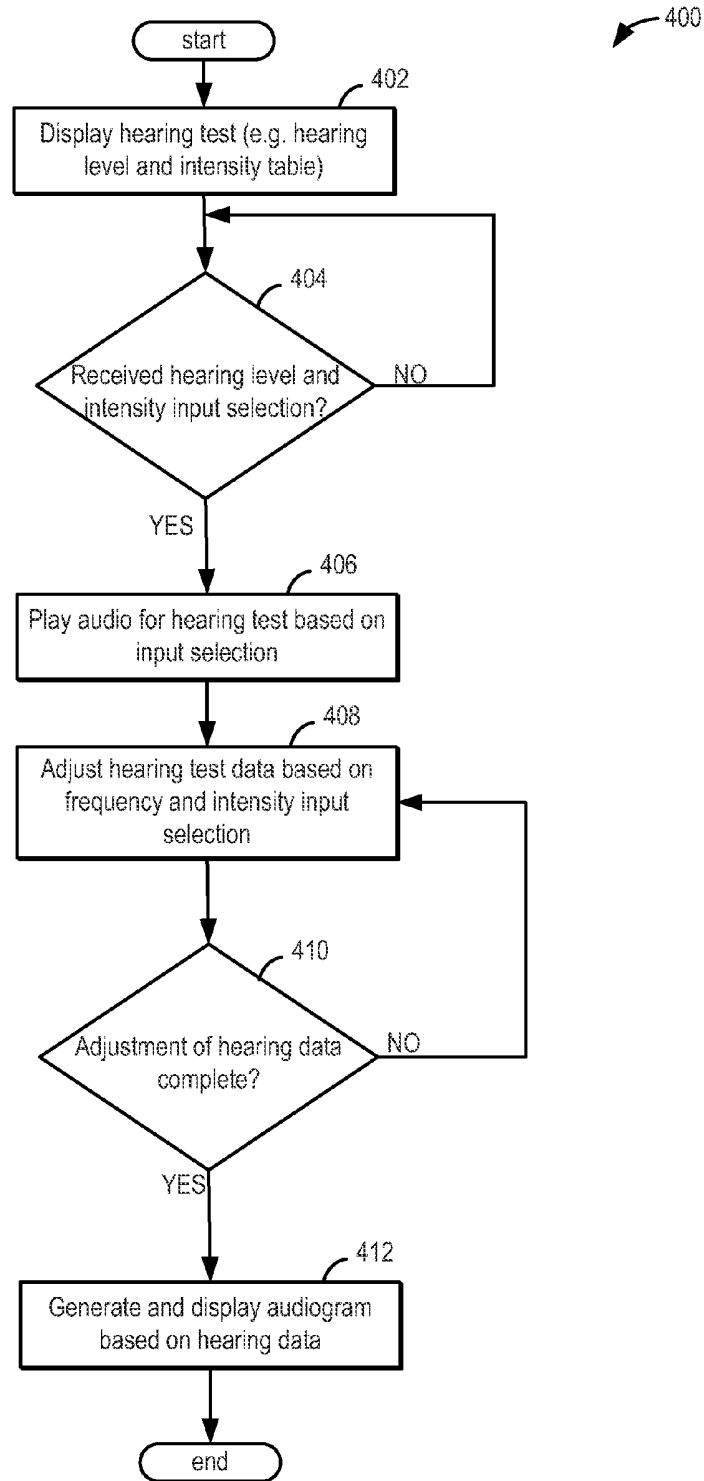 400
start
402
Display hearing test (e.g. hearing
level and intensity table)
404
Received hearing level and
intensity input selection?
NO
YES
406
Play audio for hearing test based on
input selection
408
Adjust hearing test data based on
frequency and intensity input
selection
410
Adjustment of hearing data
complete?
NO
YES
412
Generate and display audiogram
based on hearing data
end